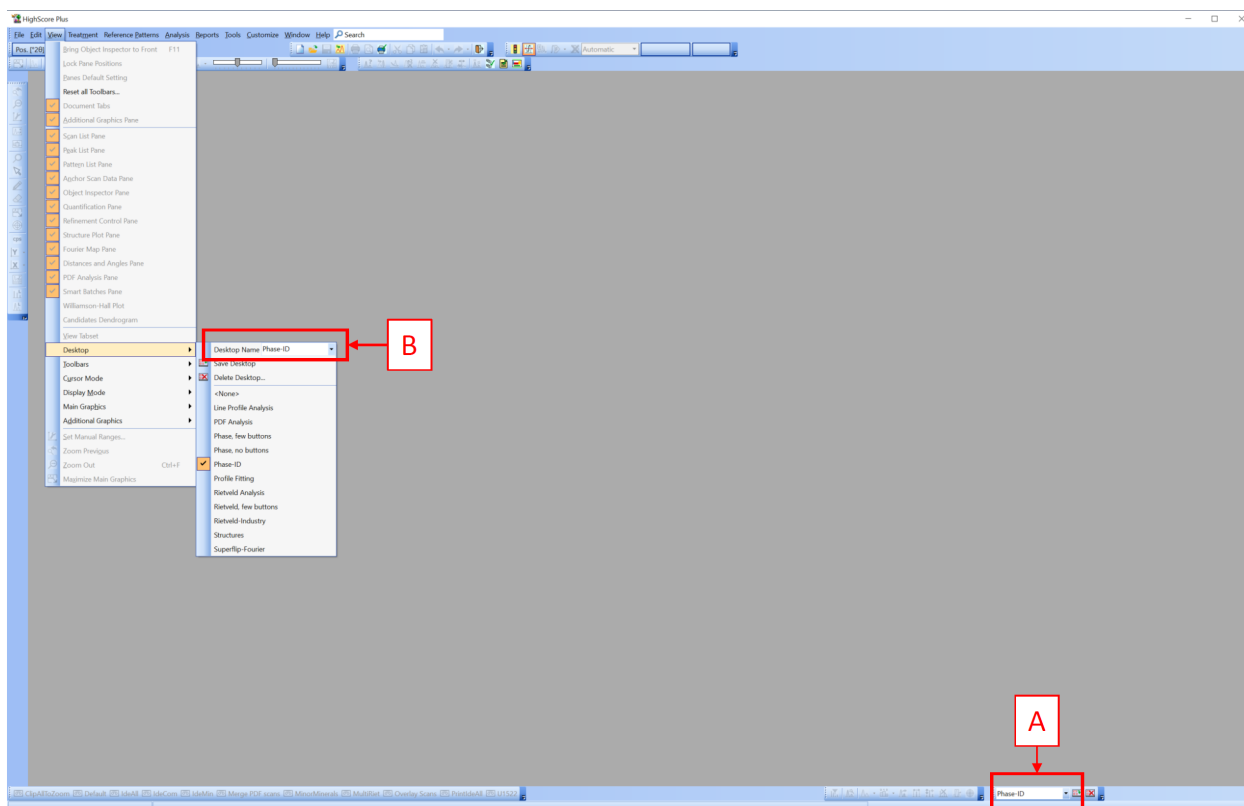 HighScore Plus
File Edit View Treatment Reference Patterns Analysis Reports Tools Customize Window Help Search
Pos. [°2θ]
Automatic
Bring Object Inspector to Front F11
Lock Pane Positions
Panes Default Setting
Reset all Toolbars...
Document Tabs
Additional Graphics Pane
Scan List Pane
Peak List Pane
Pattern List Pane
Anchor Scan Data Pane
Object Inspector Pane
Quantification Pane
Refinement Control Pane
Structure Plot Pane
Fourier Map Pane
Distances and Angles Pane
PDF Analysis Pane
Smart Batches Pane
Williamson-Hall Plot
Candidates Dendrogram
View Tabset
Desktop
Toolbars
Cursor Mode
Display Mode
Main Graphics
Additional Graphics
Set Manual Ranges...
Zoom Previous
Zoom Out Ctrl+F
Maximize Main Graphics
Desktop Name Phase-ID
B
Save Desktop
Delete Desktop...
<None>
Line Profile Analysis
PDF Analysis
Phase, few buttons
Phase, no buttons
Phase-ID
Profile Fitting
Rietveld Analysis
Rietveld, few buttons
Rietveld-Industry
Structures
Superflip-Fourier
A
ClipAllToZoom Default IdeAll IdeCom IdeMin Merge PDF scans MinorMinerals MultiRiet Overlay Scans PrintIdeAll U1522
Phase-ID